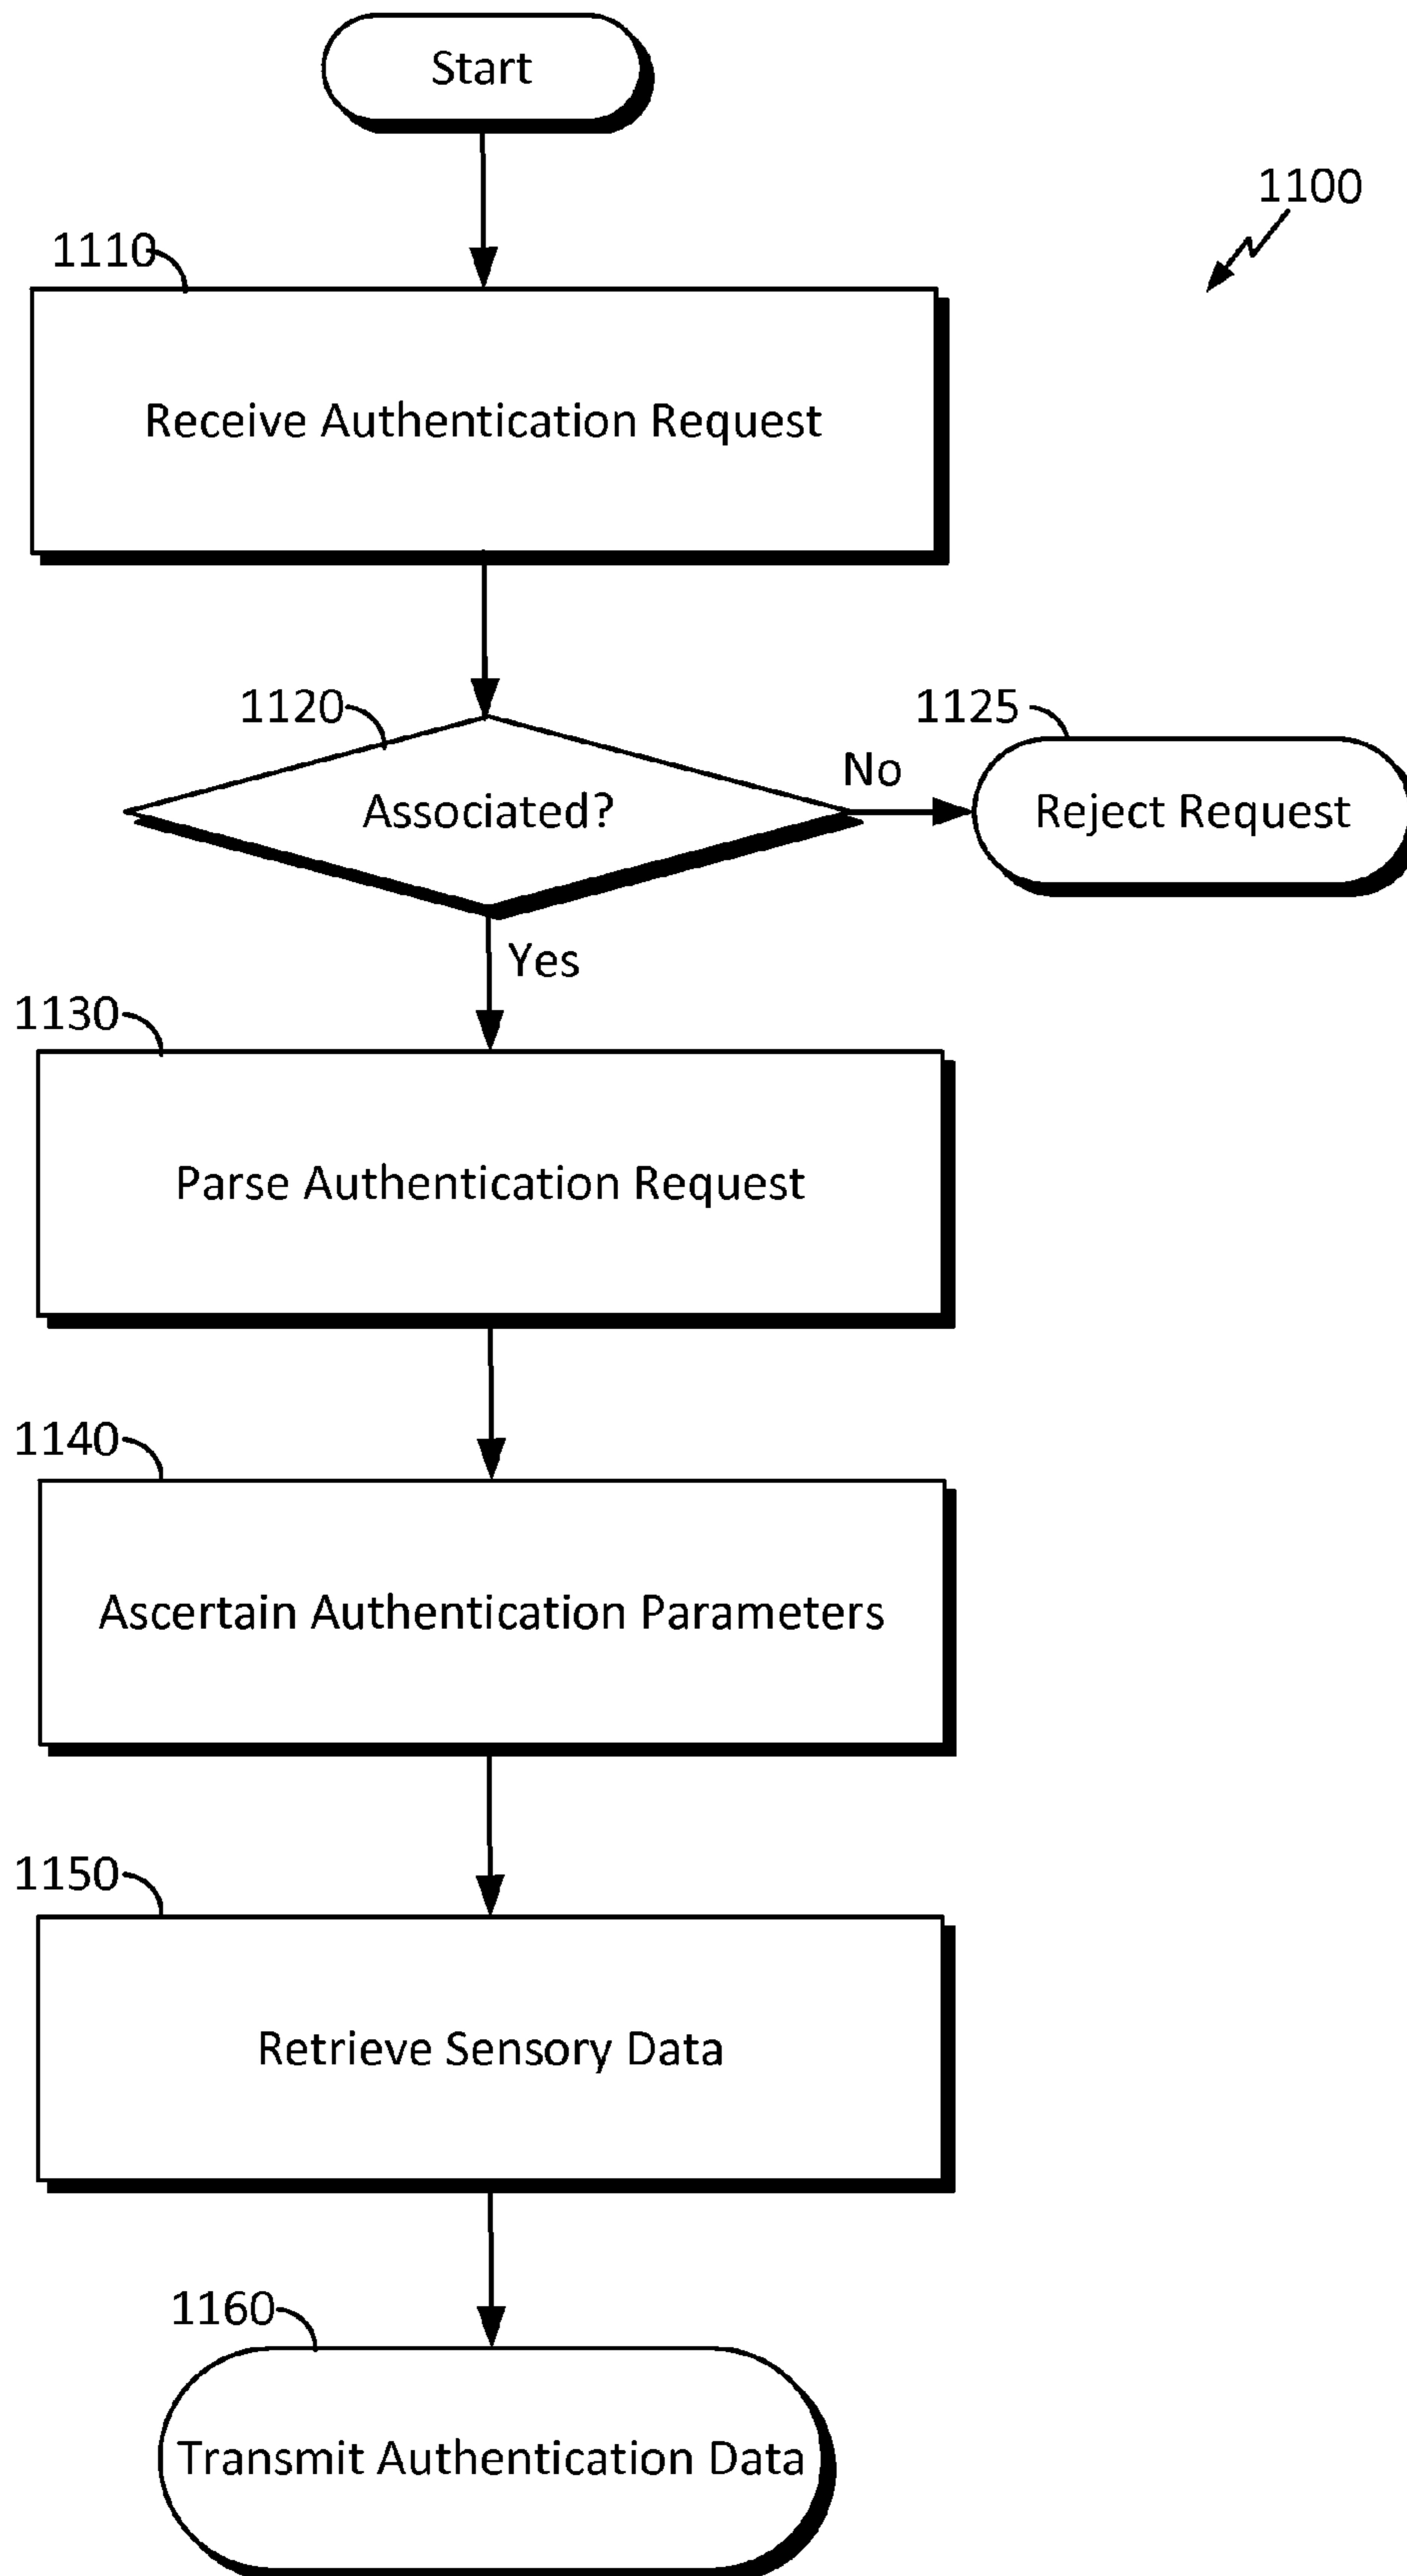 Start
1100
1110
Receive Authentication Request
1120
1125
No
Associated?
Reject Request
Yes
1130
Parse Authentication Request
1140
Ascertain Authentication Parameters
1150
Retrieve Sensory Data
1160
Transmit Authentication Data